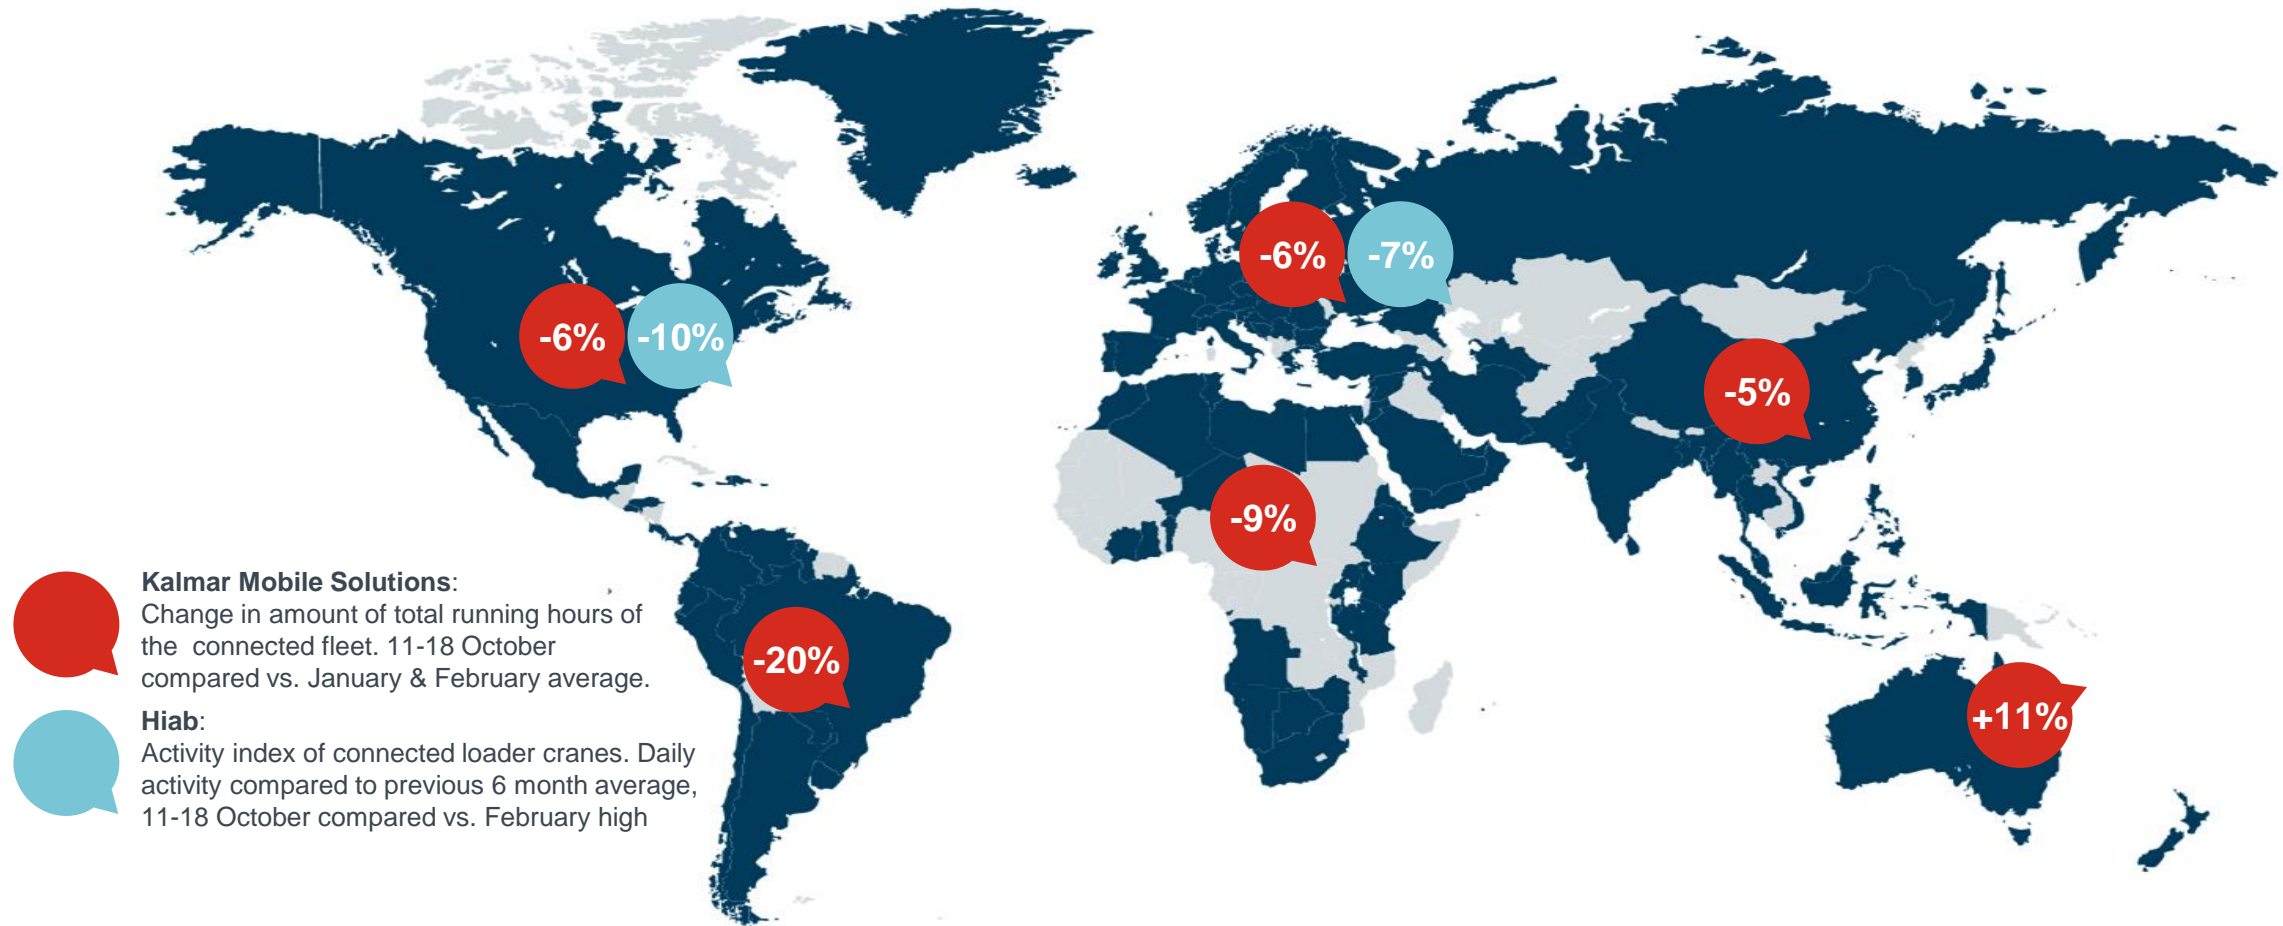 -6%
-7%
-6%
-10%
-5%
-9%
-20%
+11%
Kalmar Mobile Solutions:
Change in amount of total running hours of
the connected fleet. 11-18 October
compared vs. January & February average.
Hiab:
Activity index of connected loader cranes. Daily
activity compared to previous 6 month average,
11-18 October compared vs. February high